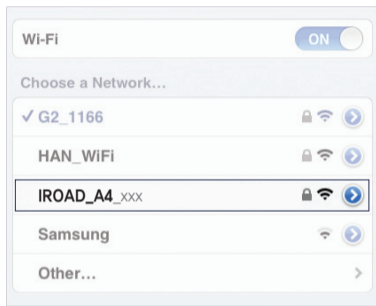 Wi-Fi ON
Choose a Network...
✓ G2_1166
HAN_WiFi
IROAD_A4_xxx
Samsung
Other...